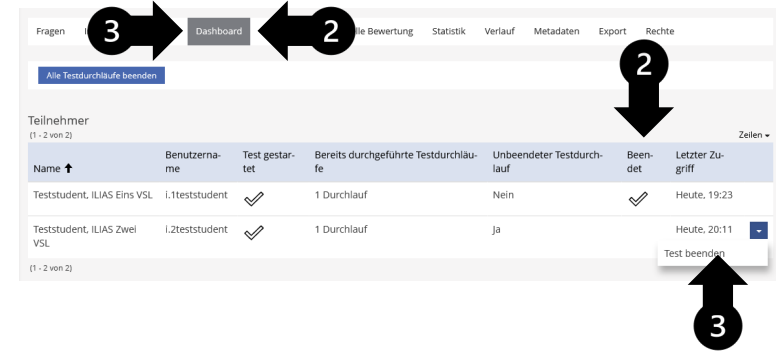 Fragen 3 Dashboard 2 lle Bewertung Statistik Verlauf Metadaten Export Rechte
2
Alle Testdurchläufe beenden
Teilnehmer
(1 - 2 von 2) Zeilen
Name Benutzerna- Test gestar- Bereits durchgeführte Testdurchläu- Unbeendeter Testdurch- Been- Letzter Zu-
me tet fe lauf det griff
Teststudent, ILIAS Eins VSL i.1teststudent 1 Durchlauf Nein Heute, 19:23
Teststudent, ILIAS Zwei i.2teststudent 1 Durchlauf Ja Heute, 20:11
VSL
Test beenden
(1 - 2 von 2)
3